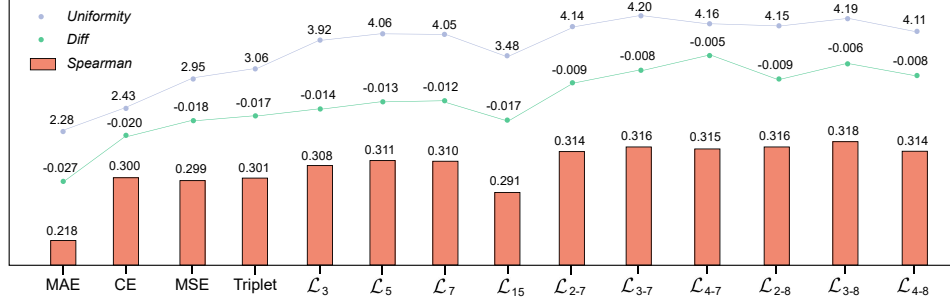 Uniformity
Diff
Spearman
2.28 2.43 2.95 3.06 3.92 4.06 4.05 3.48 4.14 4.20 4.16 4.15 4.19 4.11
-0.027 -0.020 -0.018 -0.017 -0.014 -0.013 -0.012 -0.017 -0.009 -0.008 -0.005 -0.009 -0.006 -0.008
0.218 0.300 0.299 0.301 0.308 0.311 0.310 0.291 0.314 0.316 0.315 0.316 0.318 0.314
MAE CE MSE Triplet ℒ₃ ℒ₅ ℒ₇ ℒ₁₅ ℒ₂₋₇ ℒ₃₋₇ ℒ₄₋₇ ℒ₂₋₈ ℒ₃₋₈ ℒ₄₋₈